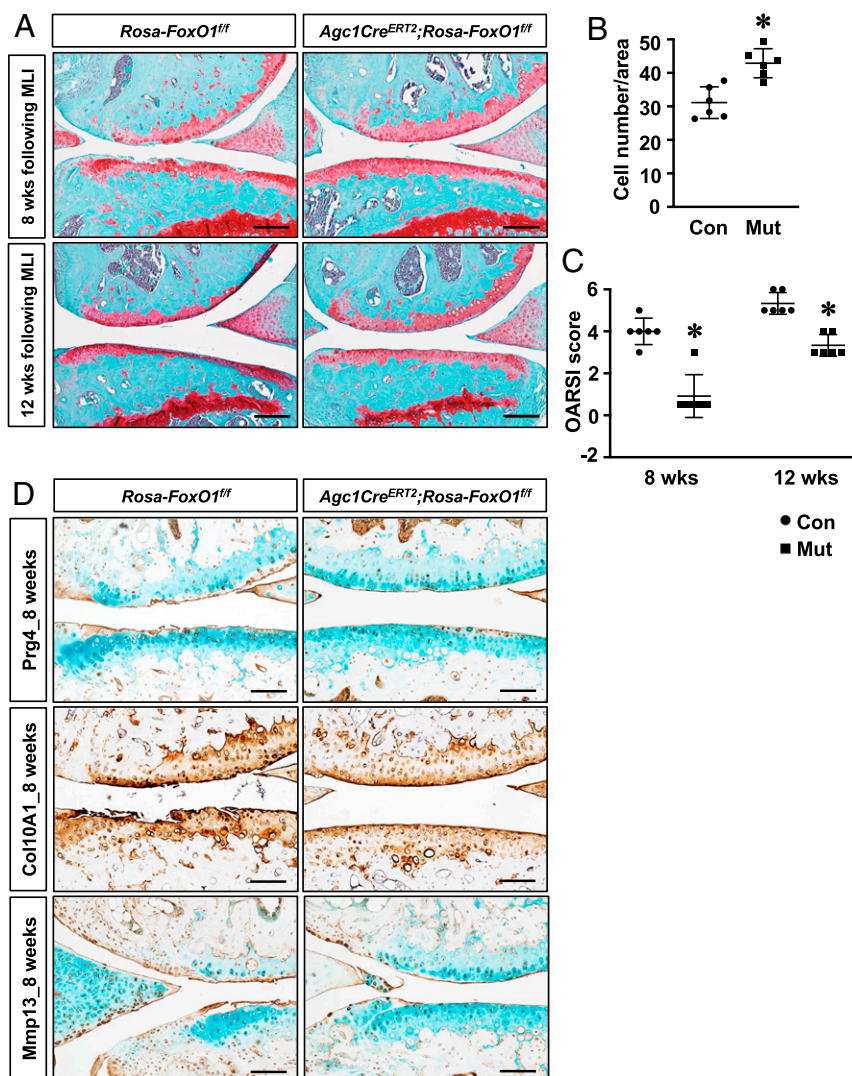 A
Rosa-FoxO1f/f
Agc1CreERT2;Rosa-FoxO1f/f
8 wks following MLI
12 wks following MLI
B
*
Cell number/area
50
40
30
20
10
0
Con
Mut
C
OARSI score
6
4
2
0
-2
*
*
8 wks
12 wks
Con
Mut
D
Rosa-FoxO1f/f
Agc1CreERT2;Rosa-FoxO1f/f
Prg4_8 weeks
Col10A1_8 weeks
Mmp13_8 weeks